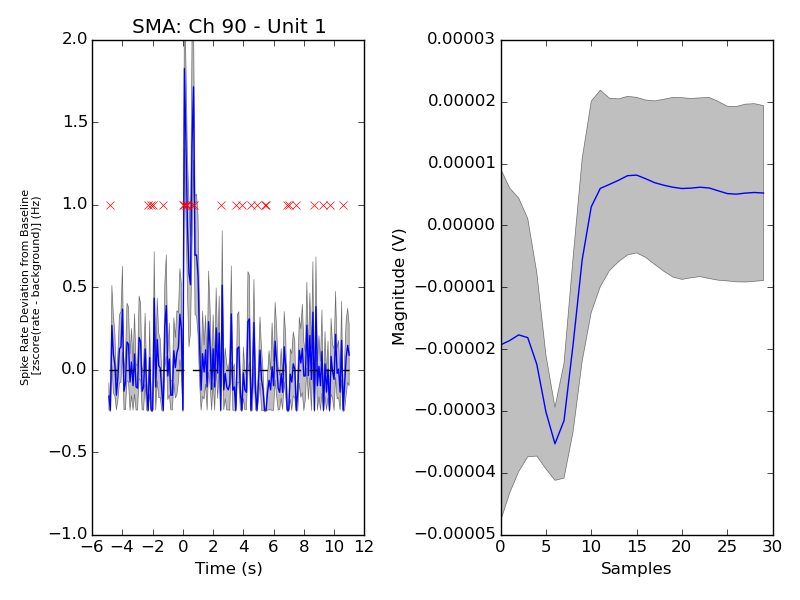 SMA: Ch 90 - Unit 1
2.0
1.5
1.0
0.5
0.0
−0.5
−1.0
Spike Rate Deviation from Baseline
[zscore(rate - background)] (Hz)
−6 −4 −2 0 2 4 6 8 10 12
Time (s)
0.00003
0.00002
0.00001
0.00000
−0.00001
−0.00002
−0.00003
−0.00004
−0.00005
Magnitude (V)
0 5 10 15 20 25 30
Samples